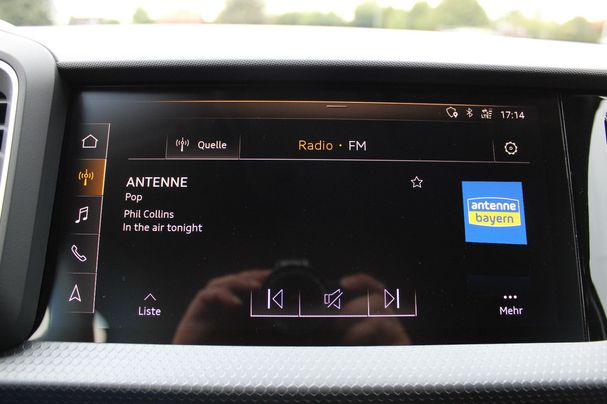 17:14
Quelle
Radio · FM
ANTENNE
Pop
Phil Collins
In the air tonight
antenne
bayern
Liste
Mehr